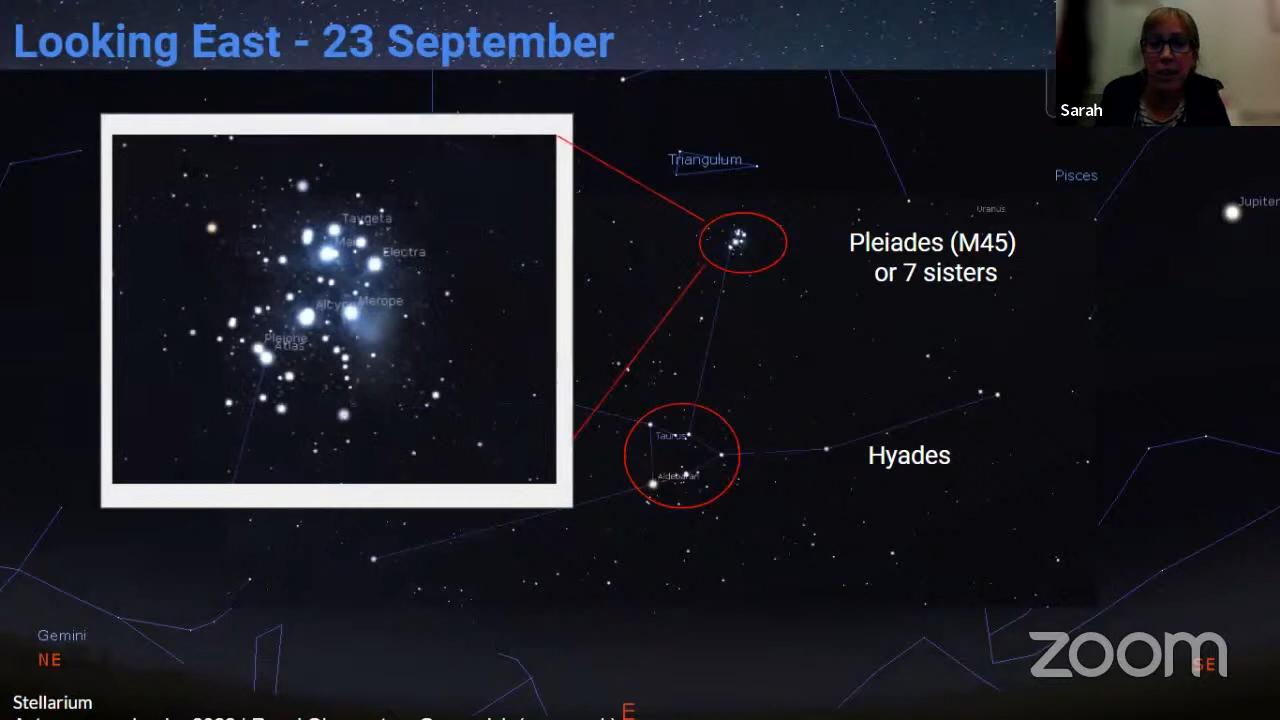 Looking East - 23 September
Sarah
Triangulum
Pisces
Jupiter
Uranus
Taygeta
Electra
Pleiades (M45)
or 7 sisters
Merope
Pleione
Atlas
Taurus
Hyades
Aldebaran
Gemini
NE
zoom
SE
Stellarium
E